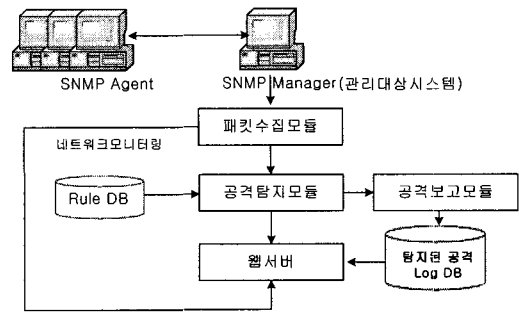 SNMP Agent
SNMP Manager(관리대상시스템)
패킷수집모듈
네트워크모니터링
Rule DB
공격탐지모듈
공격보고모듈
웹서버
탐지된 공격
Log DB